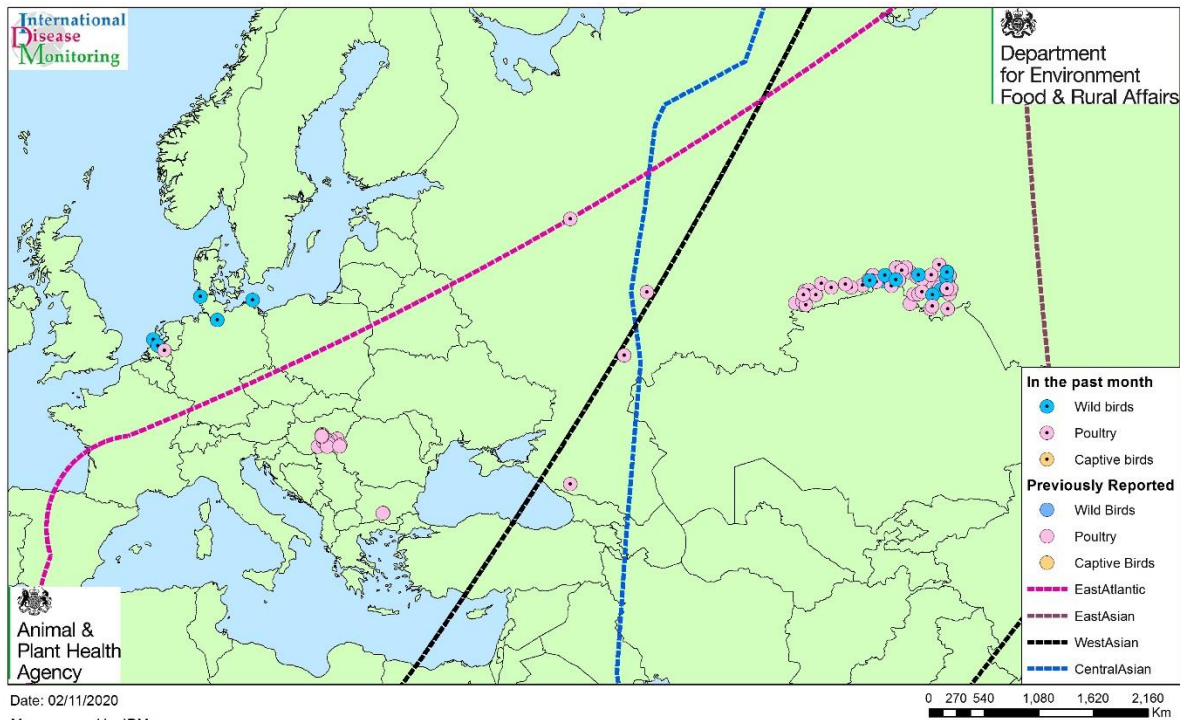 International
Disease
Monitoring
Department
for Environment
Food & Rural Affairs
In the past month
Wild birds
Poultry
Captive birds
Previously Reported
Wild Birds
Poultry
Captive Birds
EastAtlantic
EastAsian
WestAsian
CentralAsian
Animal &
Plant Health
Agency
Date: 02/11/2020
0 270 540 1,080 1,620 2,160
Km